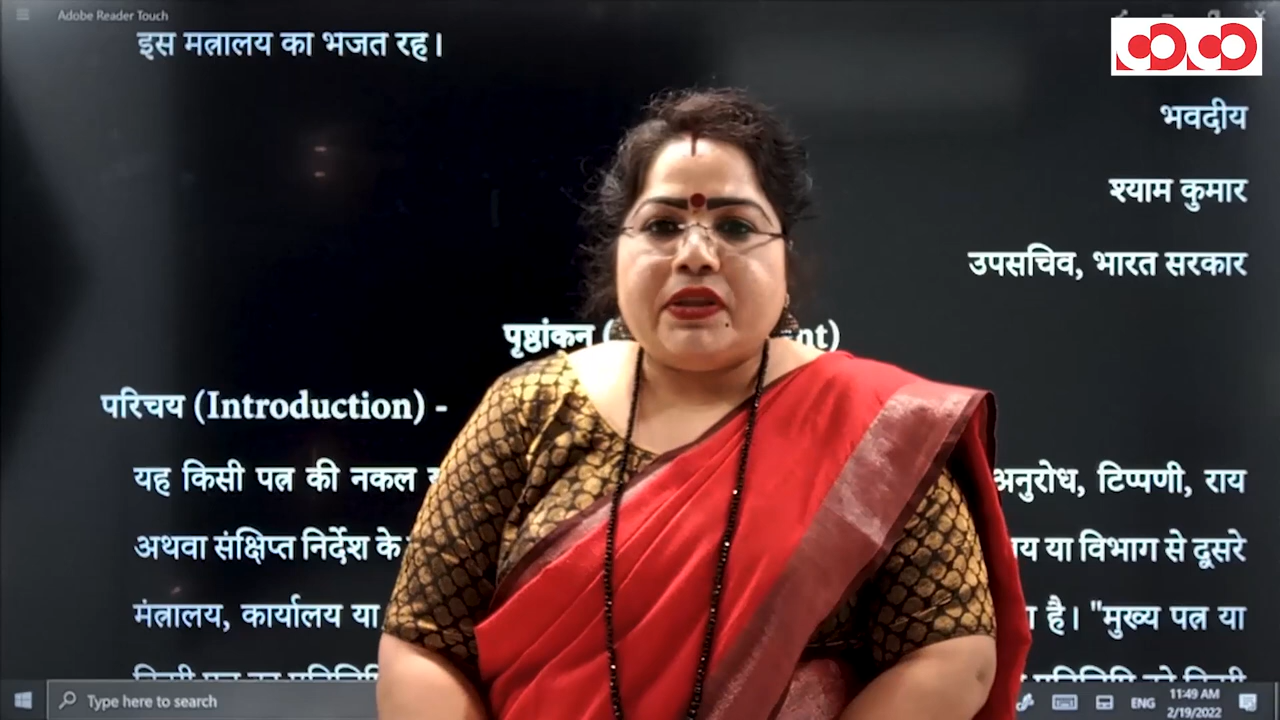 Adobe Reader Touch
इस मंत्रालय का भेजते रहें।
भवदीय
श्याम कुमार
उपसचिव, भारत सरकार
पृष्ठांकन ( nt)
परिचय (Introduction) -
यह किसी पत्र की नकल अनुरोध, टिप्पणी, राय
अथवा संक्षिप्त निर्देश के या विभाग से दूसरे
मंत्रालय, कार्यालय या है। "मुख्य पत्र या
Type here to search
ENG
11:49 AM
2/19/2022